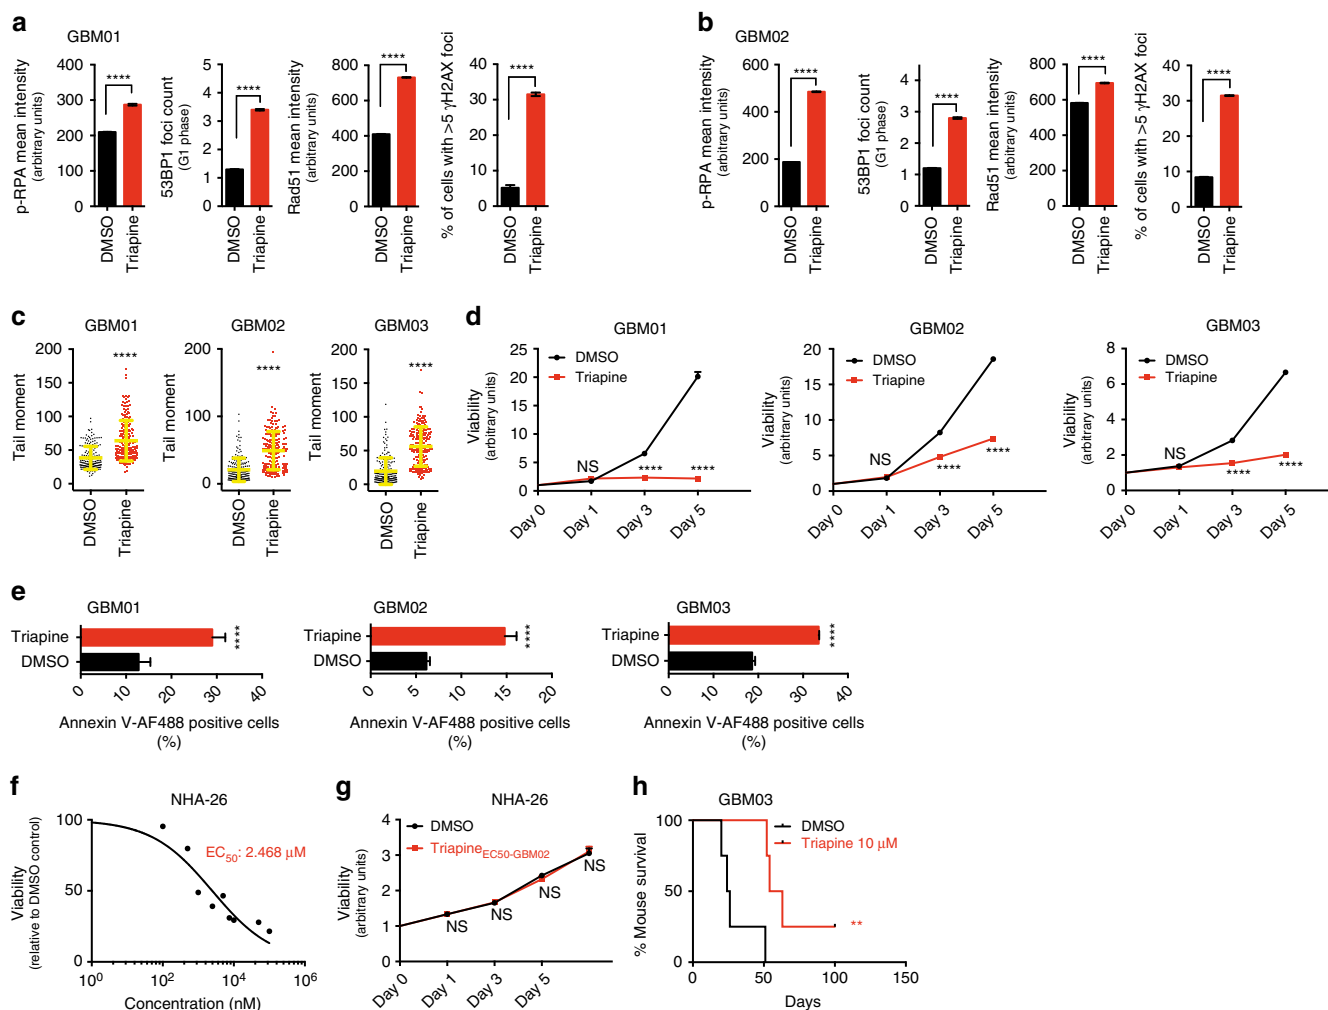 a
GBM01
p-RPA mean intensity
(arbitrary units)
400
300
200
100
0
****
DMSO
Triapine
53BP1 foci count
(G1 phase)
5
4
3
2
1
0
****
DMSO
Triapine
Rad51 mean intensity
(arbitrary units)
800
600
400
200
0
****
DMSO
Triapine
% of cells with >5 γH2AX foci
40
30
20
10
0
****
DMSO
Triapine
b
GBM02
p-RPA mean intensity
(arbitrary units)
600
400
200
0
****
DMSO
Triapine
53BP1 foci count
(G1 phase)
4
3
2
1
0
****
DMSO
Triapine
Rad51 mean intensity
(arbitrary units)
800
600
400
200
0
****
DMSO
Triapine
% of cells with >5 γH2AX foci
40
30
20
10
0
****
DMSO
Triapine
c
GBM01
Tail moment
200
150
100
50
0
****
DMSO
Triapine
GBM02
Tail moment
200
100
0
****
DMSO
Triapine
GBM03
Tail moment
200
150
100
50
0
****
DMSO
Triapine
d
GBM01
Viability
(arbitrary units)
25
20
15
10
5
0
DMSO
Triapine
NS
****
****
Day 0
Day 1
Day 3
Day 5
GBM02
Viability
(arbitrary units)
20
15
10
5
0
DMSO
Triapine
NS
****
****
Day 0
Day 1
Day 3
Day 5
GBM03
Viability
(arbitrary units)
8
6
4
2
0
DMSO
Triapine
NS
****
****
Day 0
Day 1
Day 3
Day 5
e
GBM01
Triapine
DMSO
****
0
10
20
30
40
Annexin V-AF488 positive cells
(%)
GBM02
Triapine
DMSO
****
0
5
10
15
20
Annexin V-AF488 positive cells
(%)
GBM03
Triapine
DMSO
****
0
10
20
30
40
Annexin V-AF488 positive cells
(%)
f
NHA-26
Viability
(relative to DMSO control)
100
50
0
EC50: 2.468 μM
10^0
10^2
10^4
10^6
Concentration (nM)
g
NHA-26
Viability
(arbitrary units)
4
3
2
1
0
DMSO
Triapine EC50-GBM02
NS
NS
NS
NS
Day 0
Day 1
Day 3
Day 5
h
GBM03
% Mouse survival
100
50
0
DMSO
Triapine 10 μM
**
0
50
100
150
Days